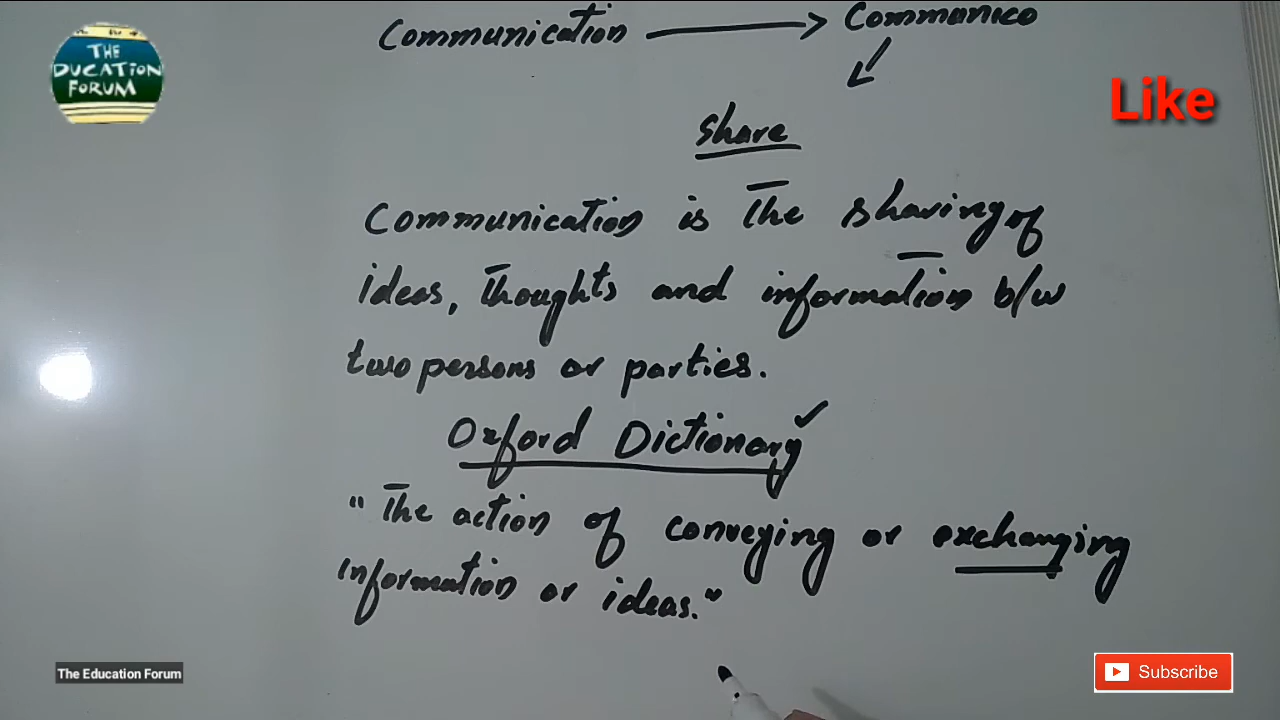 Communication → Communico
THE
DUCATION
FORUM
Like
Share
Communication is the sharing of
ideas, thoughts and information b/w
two persons or parties.
Oxford Dictionary
"The action of conveying or exchanging
information or ideas."
The Education Forum
Subscribe